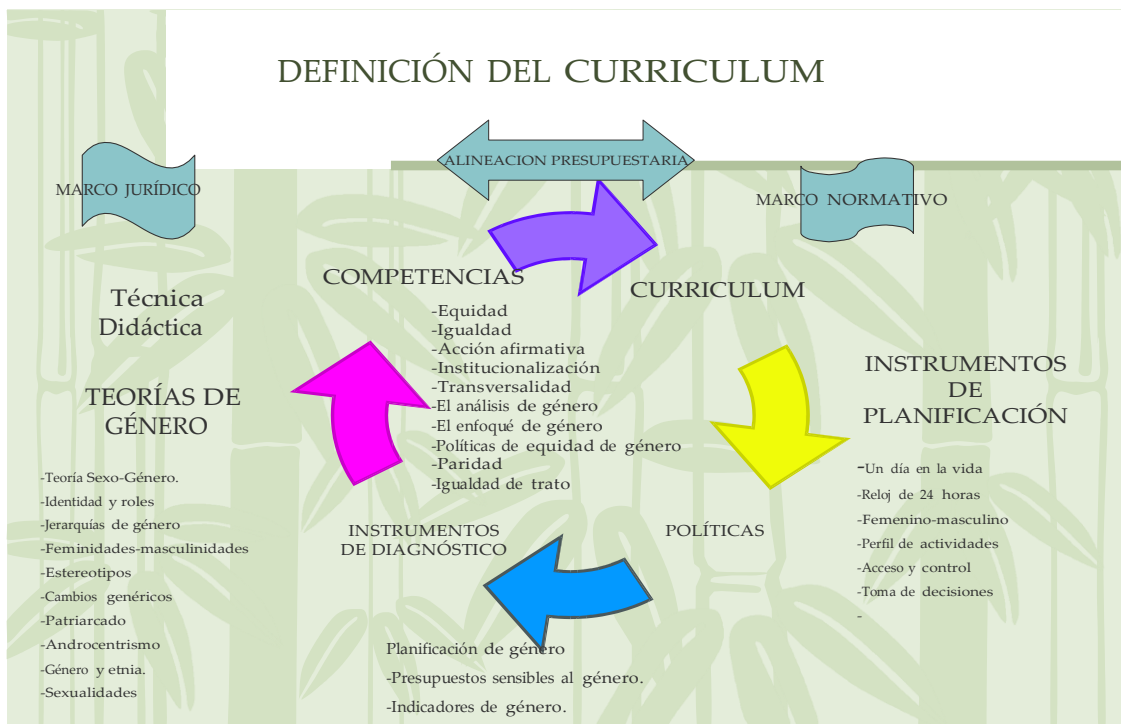 DEFINICIÓN DEL CURRICULUM
ALINEACION PRESUPUESTARIA
MARCO JURÍDICO
MARCO NORMATIVO
Técnica
Didáctica
TEORÍAS DE
GÉNERO
-Teoría Sexo-Género.
-Identidad y roles
-Jerarquías de género
-Feminidades-masculinidades
-Estereotipos
-Cambios genéricos
-Patriarcado
-Androcentrismo
-Género y etnia.
-Sexualidades
COMPETENCIAS
-Equidad
-Igualdad
-Acción afirmativa
-Institucionalización
-Transversalidad
-El análisis de género
-El enfoqué de género
-Políticas de equidad de género
-Paridad
-Igualdad de trato
CURRICULUM
INSTRUMENTOS
DE DIAGNÓSTICO
POLÍTICAS
Planificación de género
-Presupuestos sensibles al género.
-Indicadores de género.
INSTRUMENTOS
DE
PLANIFICACIÓN
-Un día en la vida
-Reloj de 24 horas
-Femenino-masculino
-Perfil de actividades
-Acceso y control
-Toma de decisiones
-